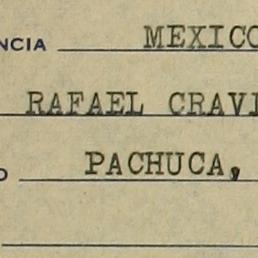 NCIA MEXICO
RAFAEL CRAVI
O PACHUCA,